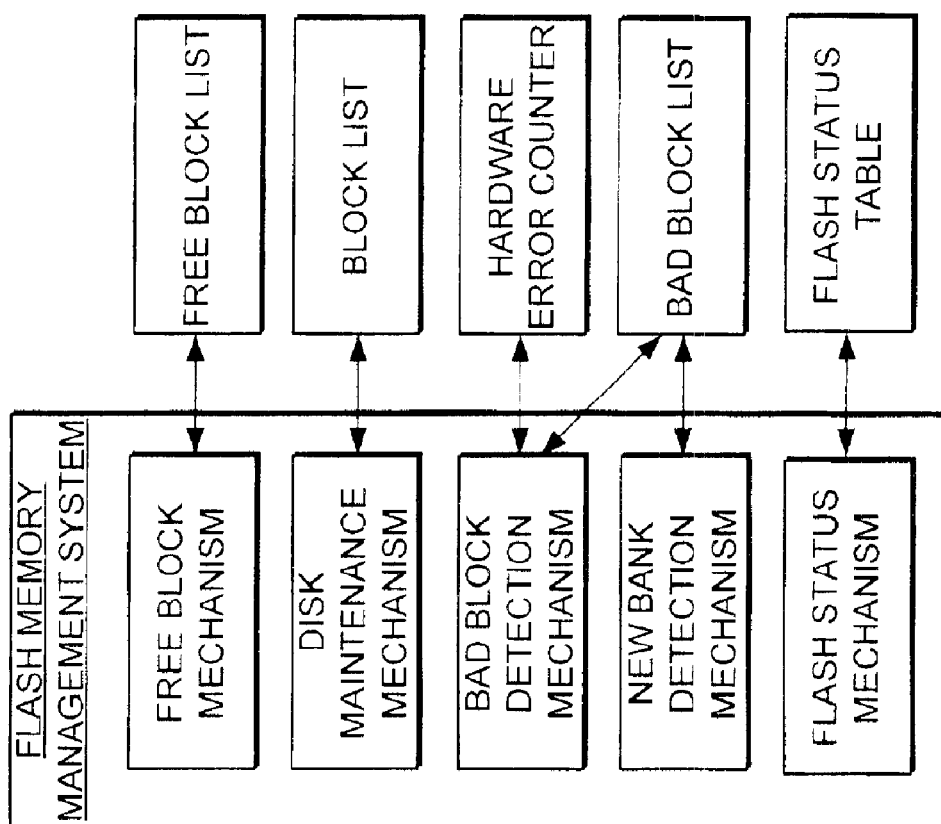 FLASH MEMORY
MANAGEMENT SYSTEM
FREE BLOCK
MECHANISM
FREE BLOCK LIST
DISK
MAINTENANCE
MECHANISM
BLOCK LIST
BAD BLOCK
DETECTION
MECHANISM
HARDWARE
ERROR COUNTER
NEW BANK
DETECTION
MECHANISM
BAD BLOCK LIST
FLASH STATUS
MECHANISM
FLASH STATUS
TABLE